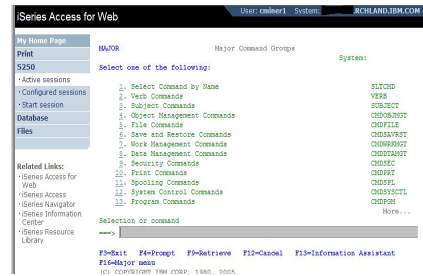 iSeries Access for Web
User: cminer1 System: .RCHLAND.IBM.COM
My Home Page
Print
5250
Active sessions
Configured sessions
Start session
Database
Files
Related Links:
iSeries Access for Web
iSeries Access
iSeries Navigator
iSeries Information Center
iSeries Resource Library
MAJOR Major Command Groups
System:
Select one of the following:
1. Select Command by Name SLTCMD
2. Verb Commands VERB
3. Subject Commands SUBJECT
4. Object Management Commands CMDOBJMGT
5. File Commands CMDFILE
6. Save and Restore Commands CMDSAVRST
7. Work Management Commands CMDWRKMGT
8. Data Management Commands CMDDTAMGT
9. Security Commands CMDSEC
10. Print Commands CMDPRT
11. Spooling Commands CMDSPL
12. System Control Commands CMDSYSCTL
13. Program Commands CMDPGM
More...
Selection or command
===>
F3=Exit F4=Prompt F9=Retrieve F12=Cancel F13=Information Assistant
F16=Major menu
(C) COPYRIGHT IBM CORP. 1980, 2005.